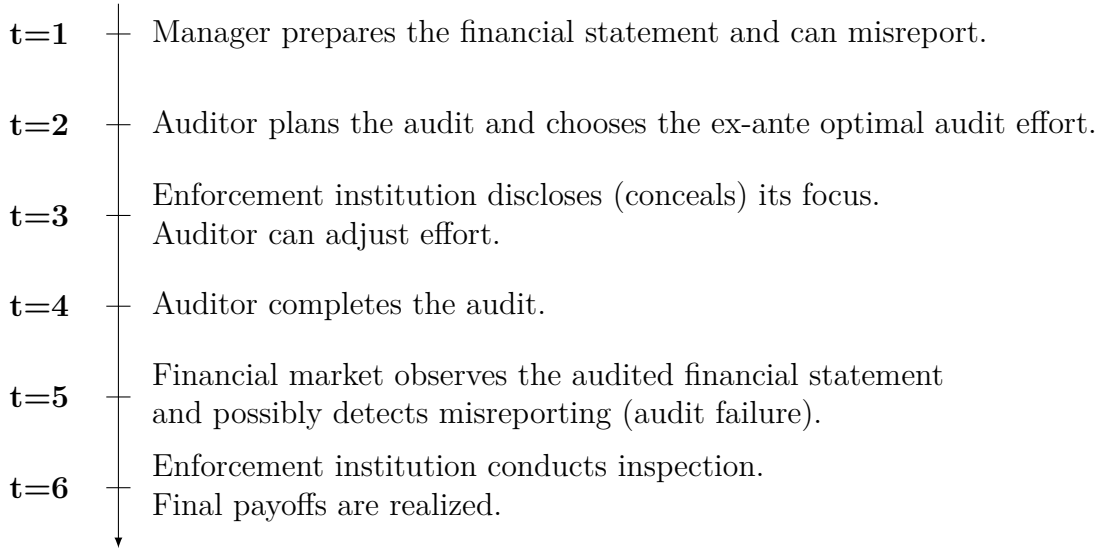 t=1 Manager prepares the financial statement and can misreport.
t=2 Auditor plans the audit and chooses the ex-ante optimal audit effort.
Enforcement institution discloses (conceals) its focus.
t=3
Auditor can adjust effort.
t=4 Auditor completes the audit.
Financial market observes the audited financial statement
t=5
and possibly detects misreporting (audit failure).
Enforcement institution conducts inspection.
t=6
Final payoffs are realized.